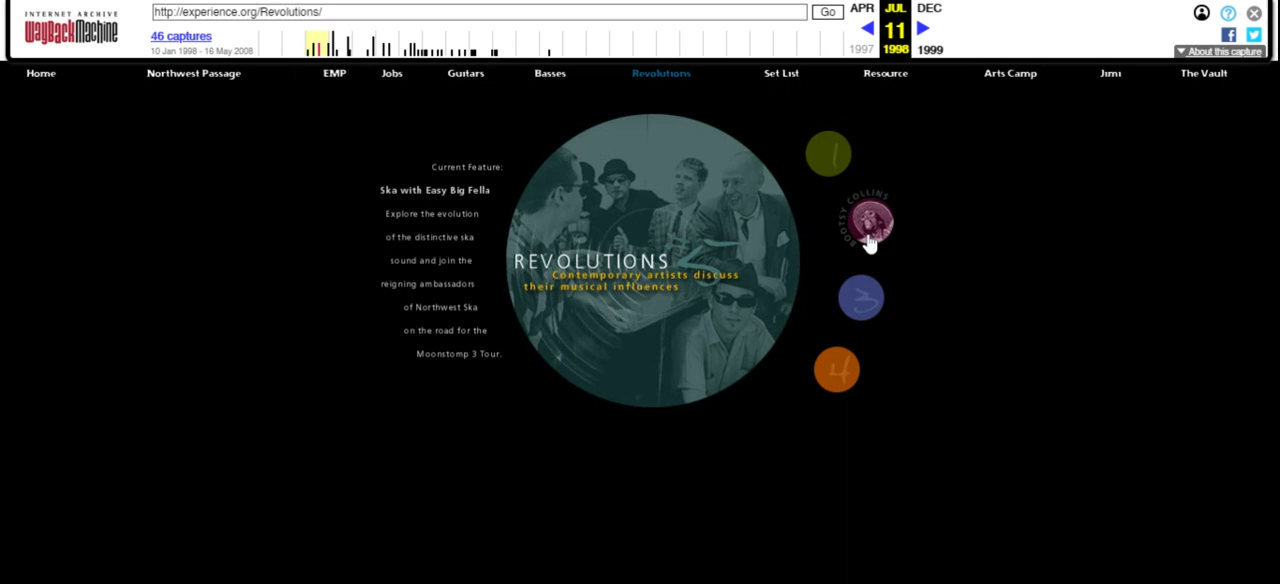 INTERNET ARCHIVE
WayBackMachine
http://experience.org/Revolutions/
Go
APR
JUL
DEC
46 captures
10 Jan 1998 - 16 May 2008
11
1997
1998
1999
About this capture
Home
Northwest Passage
EMP
Jobs
Guitars
Basses
Revolutions
Set List
Resource
Arts Camp
Jimi
The Vault
Current Feature:
Ska with Easy Big Fella
Explore the evolution
of the distinctive ska
sound and join the
reigning ambassadors
of Northwest Ska
on the road for the
Moonstomp 3 Tour.
REVOLUTIONS
Contemporary artists discuss
their musical influences
1
BOOTSY COLLINS
3
4